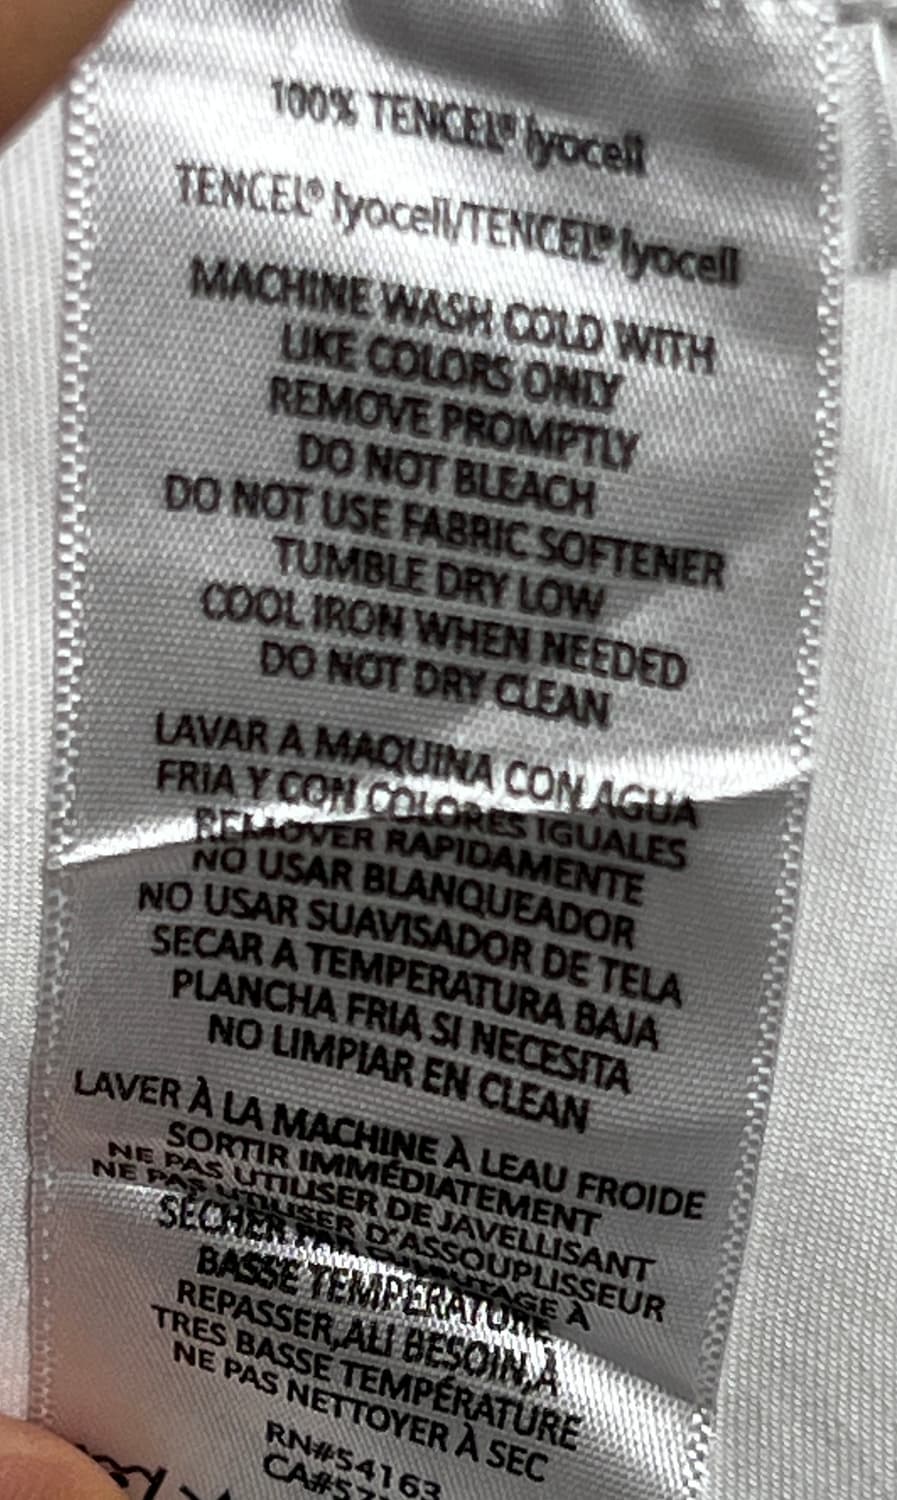 100% TENCEL® lyocell
TENCEL® lyocell/TENCEL® lyocell
MACHINE WASH COLD WITH
LIKE COLORS ONLY
REMOVE PROMPTLY
DO NOT BLEACH
DO NOT USE FABRIC SOFTENER
TUMBLE DRY LOW
COOL IRON WHEN NEEDED
DO NOT DRY CLEAN
LAVAR A MAQUINA CON AGUA
FRIA Y CON COLORES IGUALES
REMOVER RAPIDAMENTE
NO USAR BLANQUEADOR
NO USAR SUAVISADOR DE TELA
SECAR A TEMPERATURA BAJA
PLANCHA FRIA SI NECESITA
NO LIMPIAR EN CLEAN
LAVER À LA MACHINE À LEAU FROIDE
SORTIR IMMÉDIATEMENT
NE PAS UTILISER DE JAVELLISANT
NE PAS UTILISER D'ASSOUPLISSEUR
SÉCHER PAR À
BASSE TEMPÉRATURE
REPASSER,ALI BESOIN,À
TRES BASSE TEMPÉRATURE
NE PAS NETTOYER À SEC
RN#54163